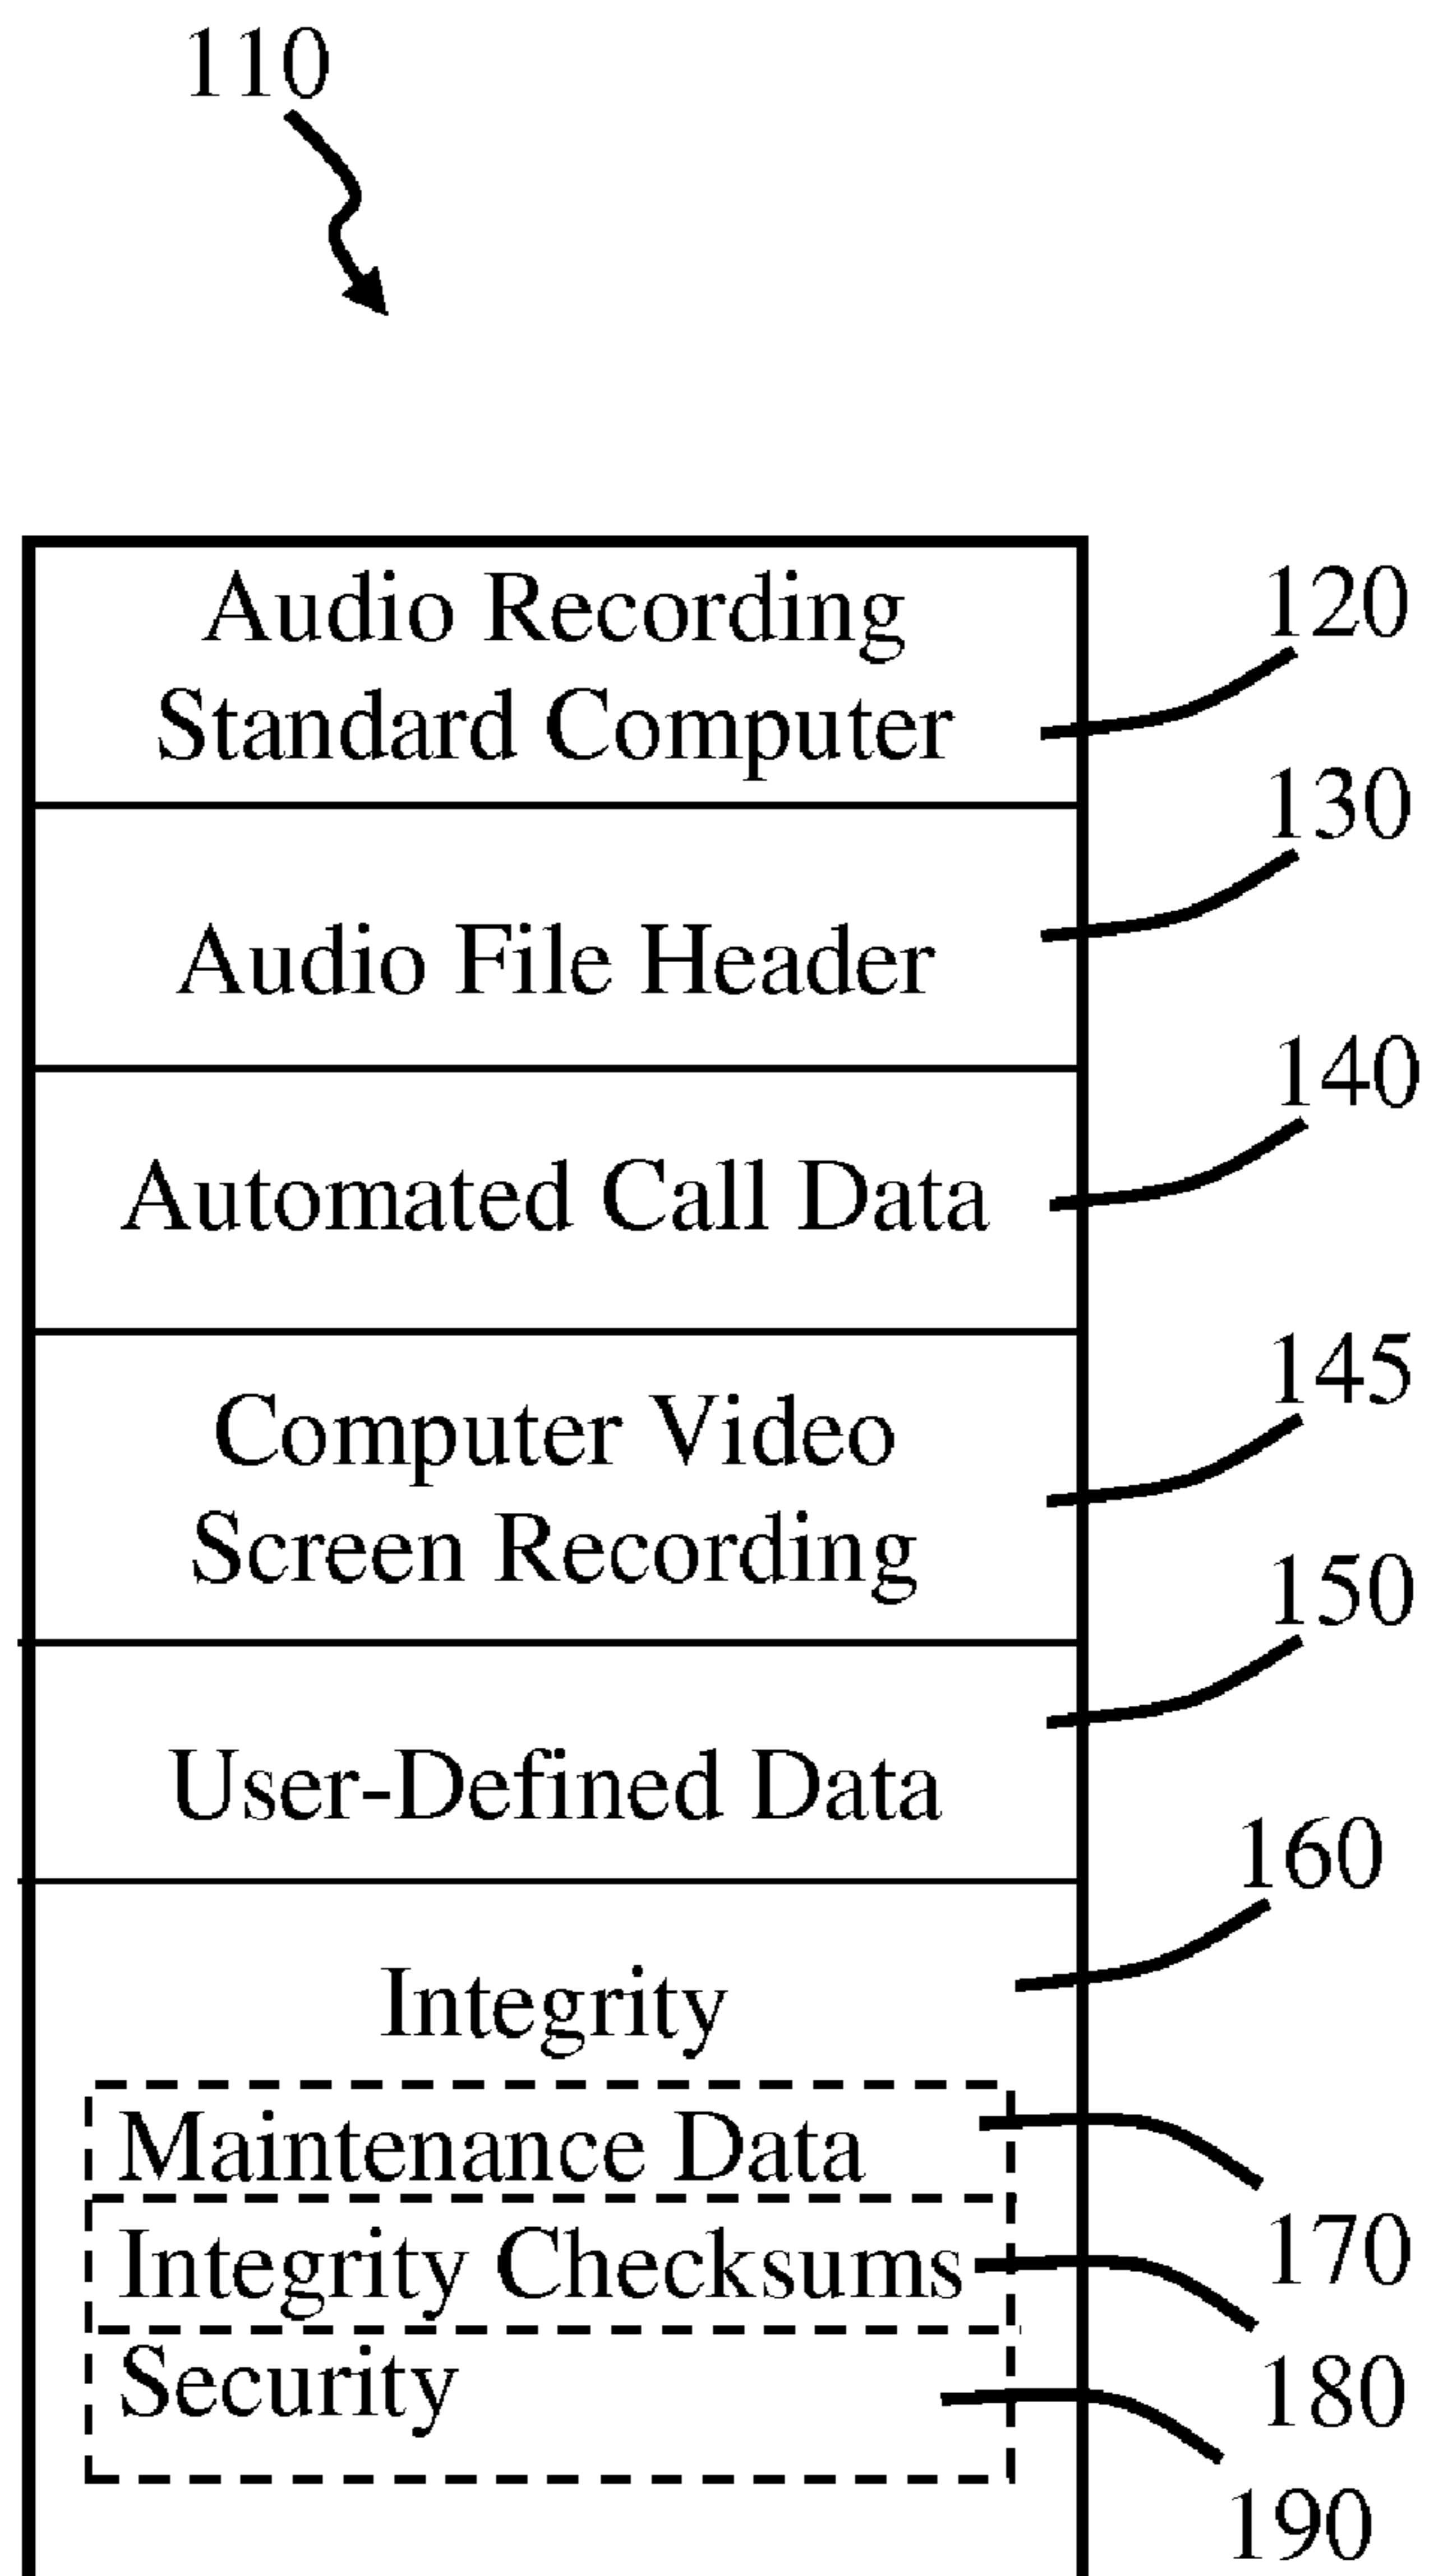 110
Audio Recording
120
Standard Computer
130
Audio File Header
140
Automated Call Data
145
Computer Video
Screen Recording
150
User-Defined Data
160
Integrity
Maintenance Data
170
Integrity Checksums
180
Security
190